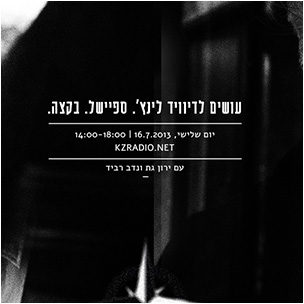 עושים לדיוויד לינץ'. ספיישל. בקצה.
יום שלישי, 16.7.2013 | 14:00-18:00
KZRADIO.NET
עם ירון גת ונדב רביד